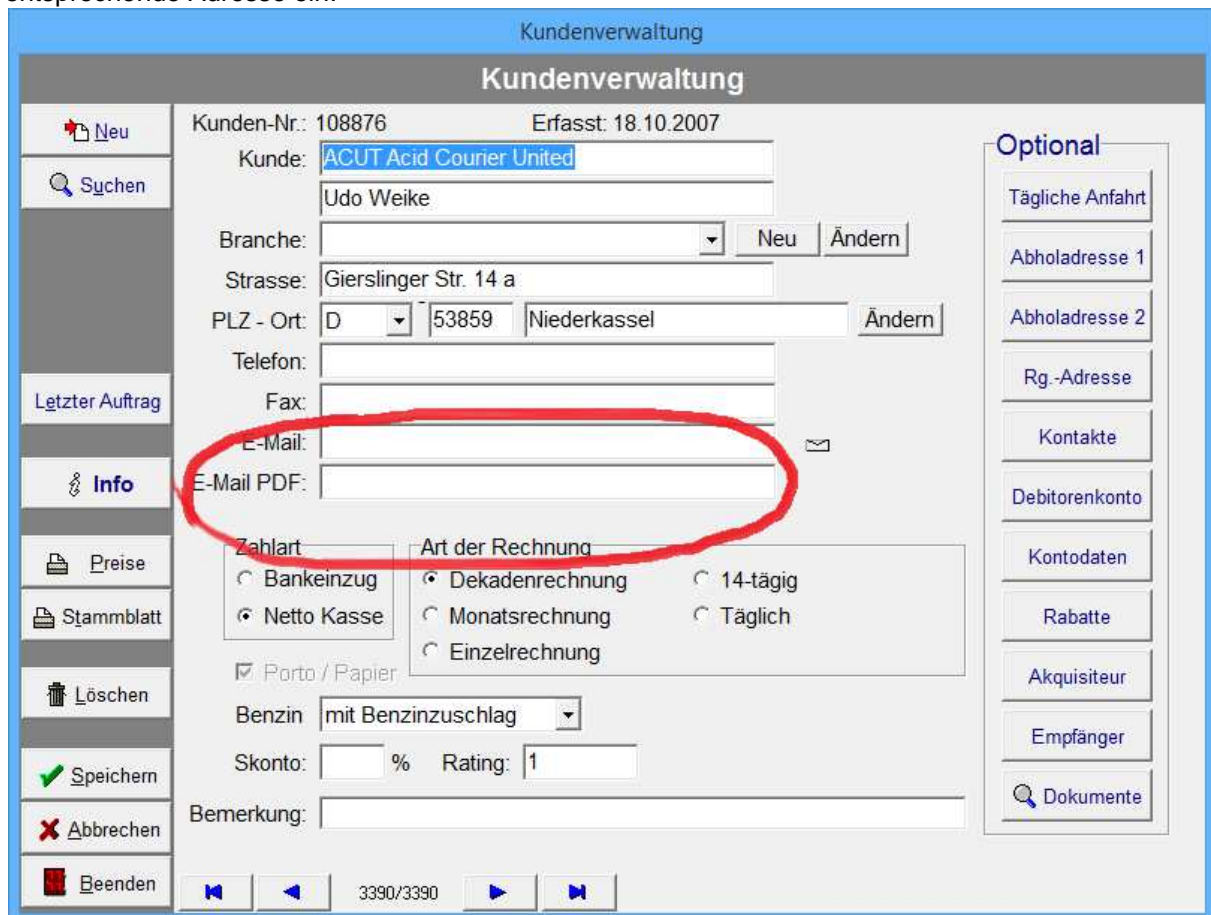 entsprechende Adresse ein.
Kundenverwaltung
Kundenverwaltung
Neu
Suchen
Letzter Auftrag
Info
Preise
Stammblatt
Löschen
Speichern
Abbrechen
Beenden
Kunden-Nr.: 108876 Erfasst: 18.10.2007
Kunde: ACUT Acid Courier United
Udo Weike
Branche: Neu Ändern
Strasse: Gierslinger Str. 14 a
PLZ - Ort: D - 53859 Niederkassel Ändern
Telefon:
Fax:
E-Mail:
E-Mail PDF:
Zahlart
Bankeinzug
Netto Kasse
Art der Rechnung
Dekadenrechnung 14-tägig
Monatsrechnung Täglich
Einzelrechnung
Porto / Papier
Benzin mit Benzinzuschlag
Skonto: % Rating: 1
Bemerkung:
3390/3390
Optional
Tägliche Anfahrt
Abholadresse 1
Abholadresse 2
Rg.-Adresse
Kontakte
Debitorenkonto
Kontodaten
Rabatte
Akquisiteur
Empfänger
Dokumente